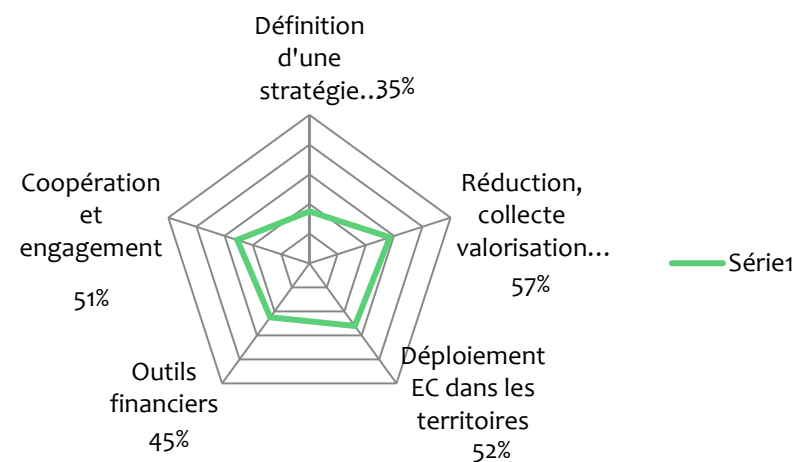 Définition
d'une
stratégie…35%
Réduction,
collecte
valorisation…
57%
Série1
Déploiement
EC dans les
territoires
52%
Outils
financiers
45%
Coopération
et
engagement
51%